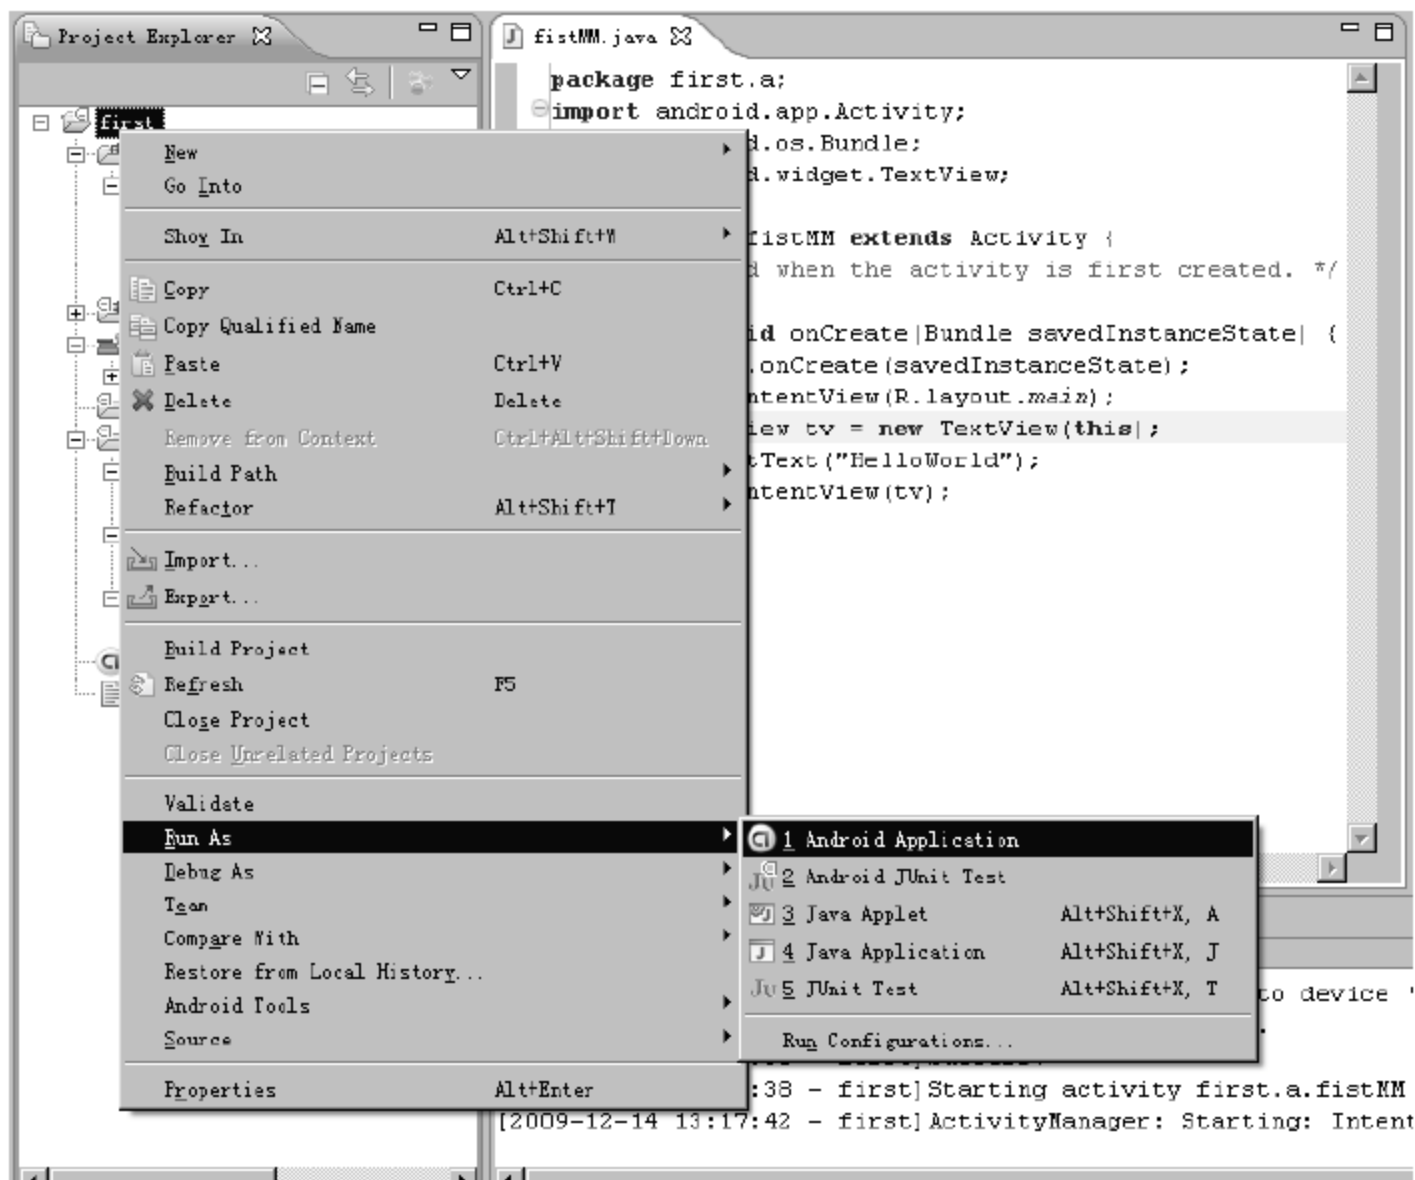 Project Explorer
first
New
Go Into
Show In Alt+Shift+W
Copy Ctrl+C
Copy Qualified Name
Paste Ctrl+V
Delete Delete
Remove from Context Ctrl+Alt+Shift+Down
Build Path
Refactor Alt+Shift+T
Import...
Export...
Build Project
Refresh F5
Close Project
Close Unrelated Projects
Validate
Run As
Debug As
Team
Compare With
Restore from Local History...
Android Tools
Source
Properties Alt+Enter
1 Android Application
2 Android JUnit Test
3 Java Applet Alt+Shift+X, A
4 Java Application Alt+Shift+X, J
5 JUnit Test Alt+Shift+X, T
Run Configurations...
fistMM.java
package first.a;
import android.app.Activity;
d.os.Bundle;
d.widget.TextView;
fistMM extends Activity {
d when the activity is first created. */
id onCreate(Bundle savedInstanceState) {
.onCreate(savedInstanceState);
ntentView(R.layout.main);
iew tv = new TextView(this);
tText("HelloWorld");
ntentView(tv);
to device '
:38 - first]Starting activity first.a.fistMM
[2009-12-14 13:17:42 - first]ActivityManager: Starting: Intent